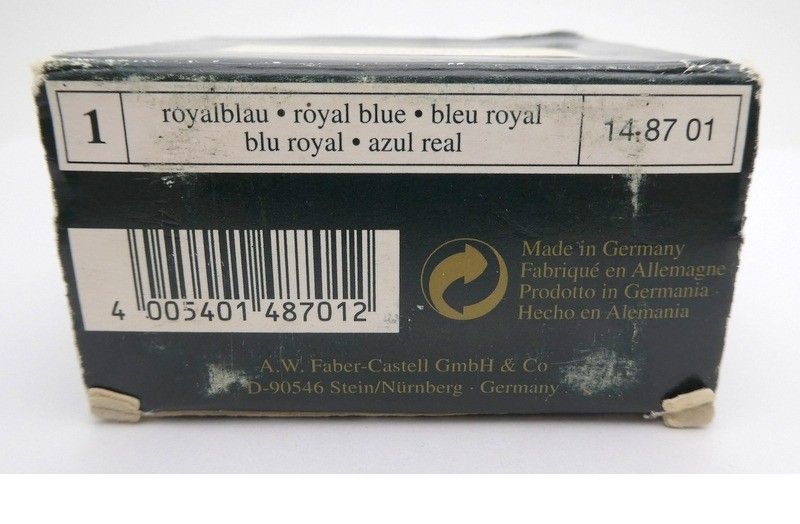 1
royalblau • royal blue • bleu royal
blu royal • azul real
14 87 01
4 005401 487012
Made in Germany
Fabriqué en Allemagne
Prodotto in Germania
Hecho en Alemania
A.W. Faber-Castell GmbH & Co
D-90546 Stein/Nürnberg · Germany